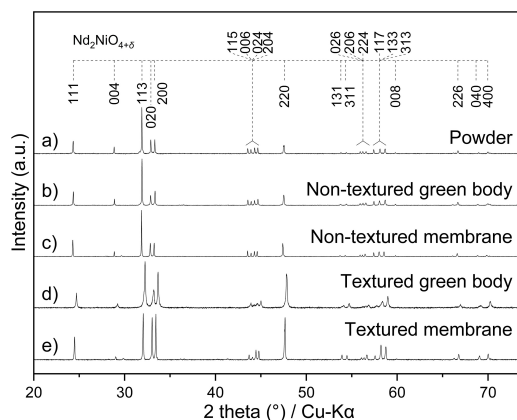 Nd2NiO4+δ
111
004
113
020
200
115
006
024
204
220
131
311
026
206
224
117
133
313
008
226
040
400
a) Powder
b) Non-textured green body
c) Non-textured membrane
d) Textured green body
e) Textured membrane
Intensity (a.u.)
20 30 40 50 60 70
2 theta (°) / Cu-Kα